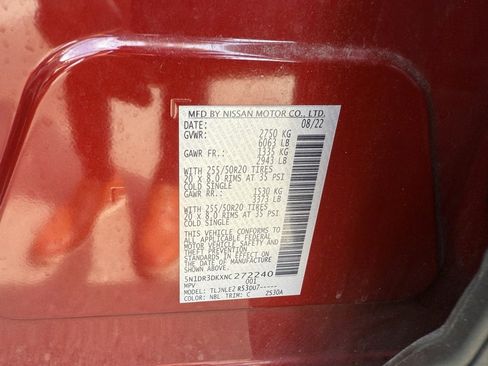 MFD BY NISSAN MOTOR CO., LTD.
DATE: 08/22
GVWR: 2750 KG
6063 LB
GAWR FR.: 1335 KG
2943 LB
WITH 255/50R20 TIRES
20 x 8.0 RIMS AT 35 PSI
COLD SINGLE
GAWR RR.: 1530 KG
3373 LB
WITH 255/50R20 TIRES
20 x 8.0 RIMS AT 35 PSI
COLD SINGLE
THIS VEHICLE CONFORMS TO
ALL APPLICABLE FEDERAL
MOTOR VEHICLE SAFETY AND
THEFT PREVENTION
STANDARDS IN EFFECT ON
THE DATE OF MANUFACTURE
SHOWN ABOVE.
5N1DR3DKXNC272240
MPV 001
MODEL: TLJNLE2 R53UU7-----
COLOR: NBL TRIM: C 2530A